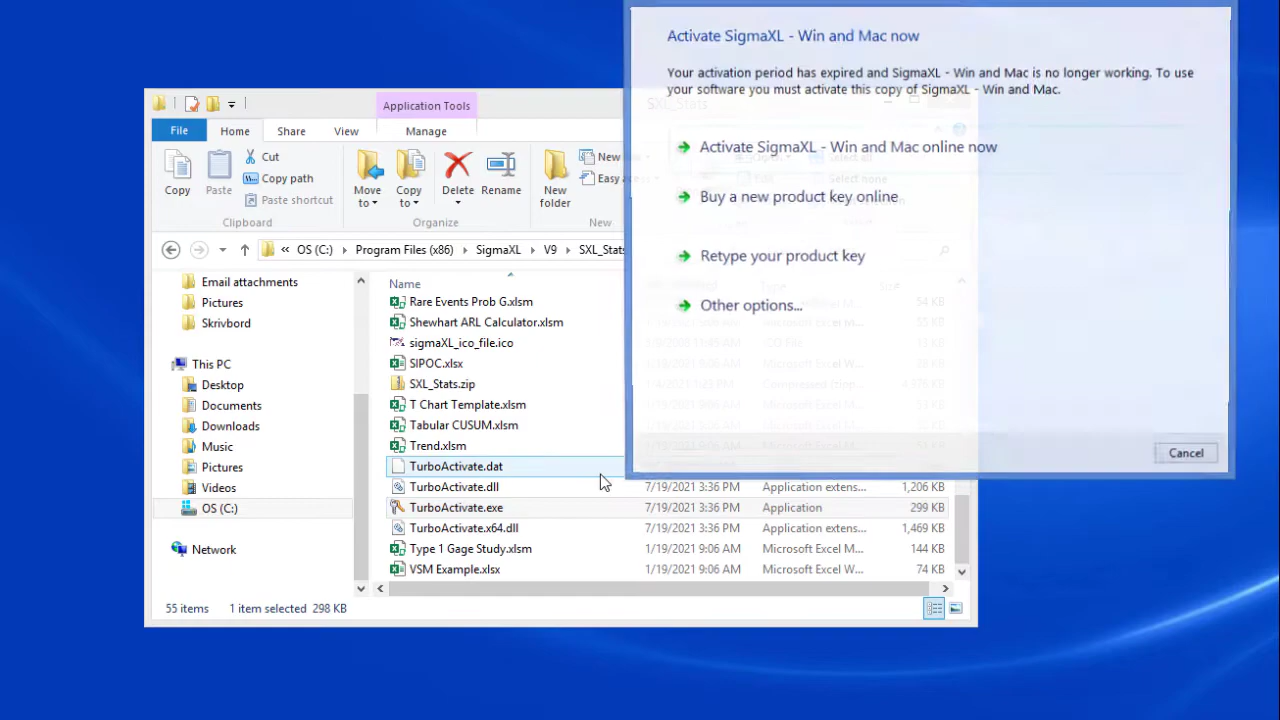 Activate SigmaXL - Win and Mac now
Your activation period has expired and SigmaXL - Win and Mac is no longer working. To use
your software you must activate this copy of SigmaXL - Win and Mac.
Activate SigmaXL - Win and Mac online now
Buy a new product key online
Retype your product key
Other options...
Cancel
Application Tools
SXL_Stats
File Home Share View Manage
Copy Paste Cut Copy path Paste shortcut
Move to Copy to Delete Rename New folder New Easy
Select all
Select none
Clipboard Organize New
« OS (C:) Program Files (x86) SigmaXL V9 SXL_Stats
Name
Email attachments
Pictures
Skrivbord
This PC
Desktop
Documents
Downloads
Music
Pictures
Videos
OS (C:)
Network
Rare Events Prob G.xlsm 54 KB
Shewhart ARL Calculator.xlsm
sigmaXL_ico_file.ico
SIPOC.xlsx
SXL_Stats.zip
T Chart Template.xlsm
Tabular CUSUM.xlsm
Trend.xlsm
TurboActivate.dat
TurboActivate.dll 7/19/2021 3:36 PM Application extens... 1,206 KB
TurboActivate.exe 7/19/2021 3:36 PM Application 299 KB
TurboActivate.x64.dll 7/19/2021 3:36 PM Application extens... 1,469 KB
Type 1 Gage Study.xlsm 1/19/2021 9:06 AM Microsoft Excel M... 144 KB
VSM Example.xlsx 1/19/2021 9:06 AM Microsoft Excel W... 74 KB
55 items 1 item selected 298 KB